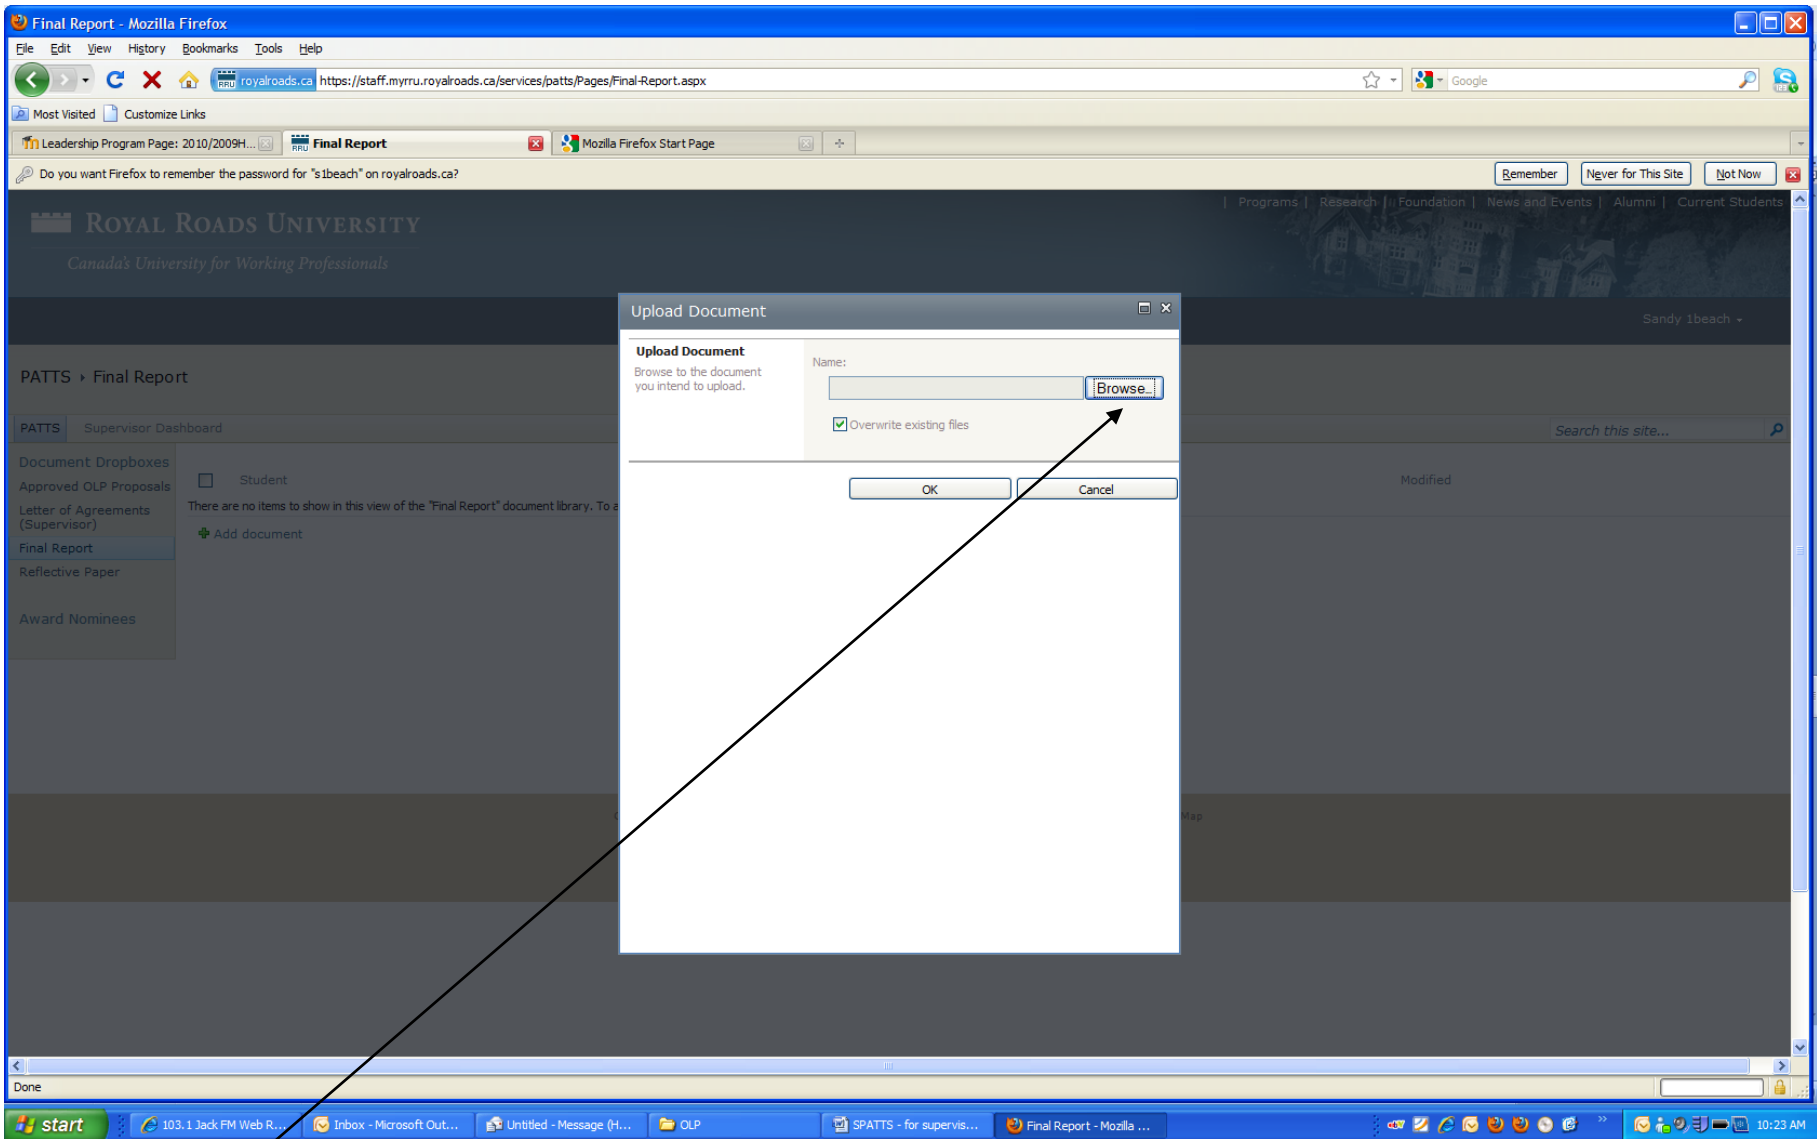 Final Report - Mozilla Firefox
File Edit View History Bookmarks Tools Help
royalroads.ca https://staff.myrru.royalroads.ca/services/patts/Pages/Final-Report.aspx
Google
Most Visited Customize Links
Leadership Program Page: 2010/2009H...
RRU Final Report
Mozilla Firefox Start Page
Do you want Firefox to remember the password for "s1beach" on royalroads.ca?
Remember Never for This Site Not Now
Programs | Research | Foundation | News and Events | Alumni | Current Students
ROYAL ROADS UNIVERSITY
Canada's University for Working Professionals
Sandy 1beach
PATTS Final Report
PATTS Supervisor Dashboard
Search this site...
Document Dropboxes
Approved OLP Proposals
Letter of Agreements
(Supervisor)
Final Report
Reflective Paper
Award Nominees
Student
Modified
There are no items to show in this view of the "Final Report" document library. To a
Add document
Upload Document
Upload Document
Browse to the document
you intend to upload.
Name:
Browse...
Overwrite existing files
OK Cancel
Map
Done
start
103.1 Jack FM Web R...
Inbox - Microsoft Out...
Untitled - Message (H...
OLP
SPATTS - for supervis...
Final Report - Mozilla ...
10:23 AM